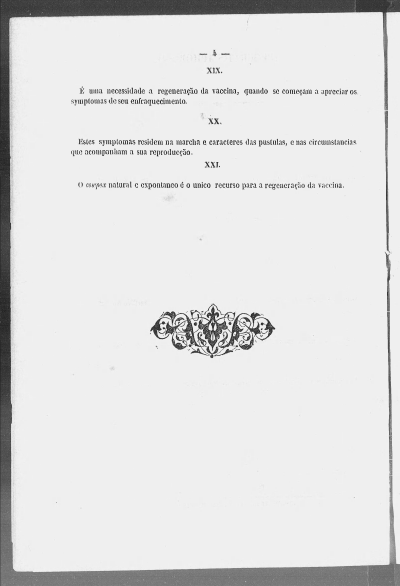 — 4 —
XIX.
É uma necessidade a regeneração da vaccina, quando se começam a apreciar os
symptomas de seu enfraquecimento.
XX.
Estes symptomas residem na marcha e caracteres das pustulas, e nas circumstancias
que acompanham a sua reproducção.
XXI.
O cowpox natural e expontaneo é o unico recurso para a regeneração da vaccina.